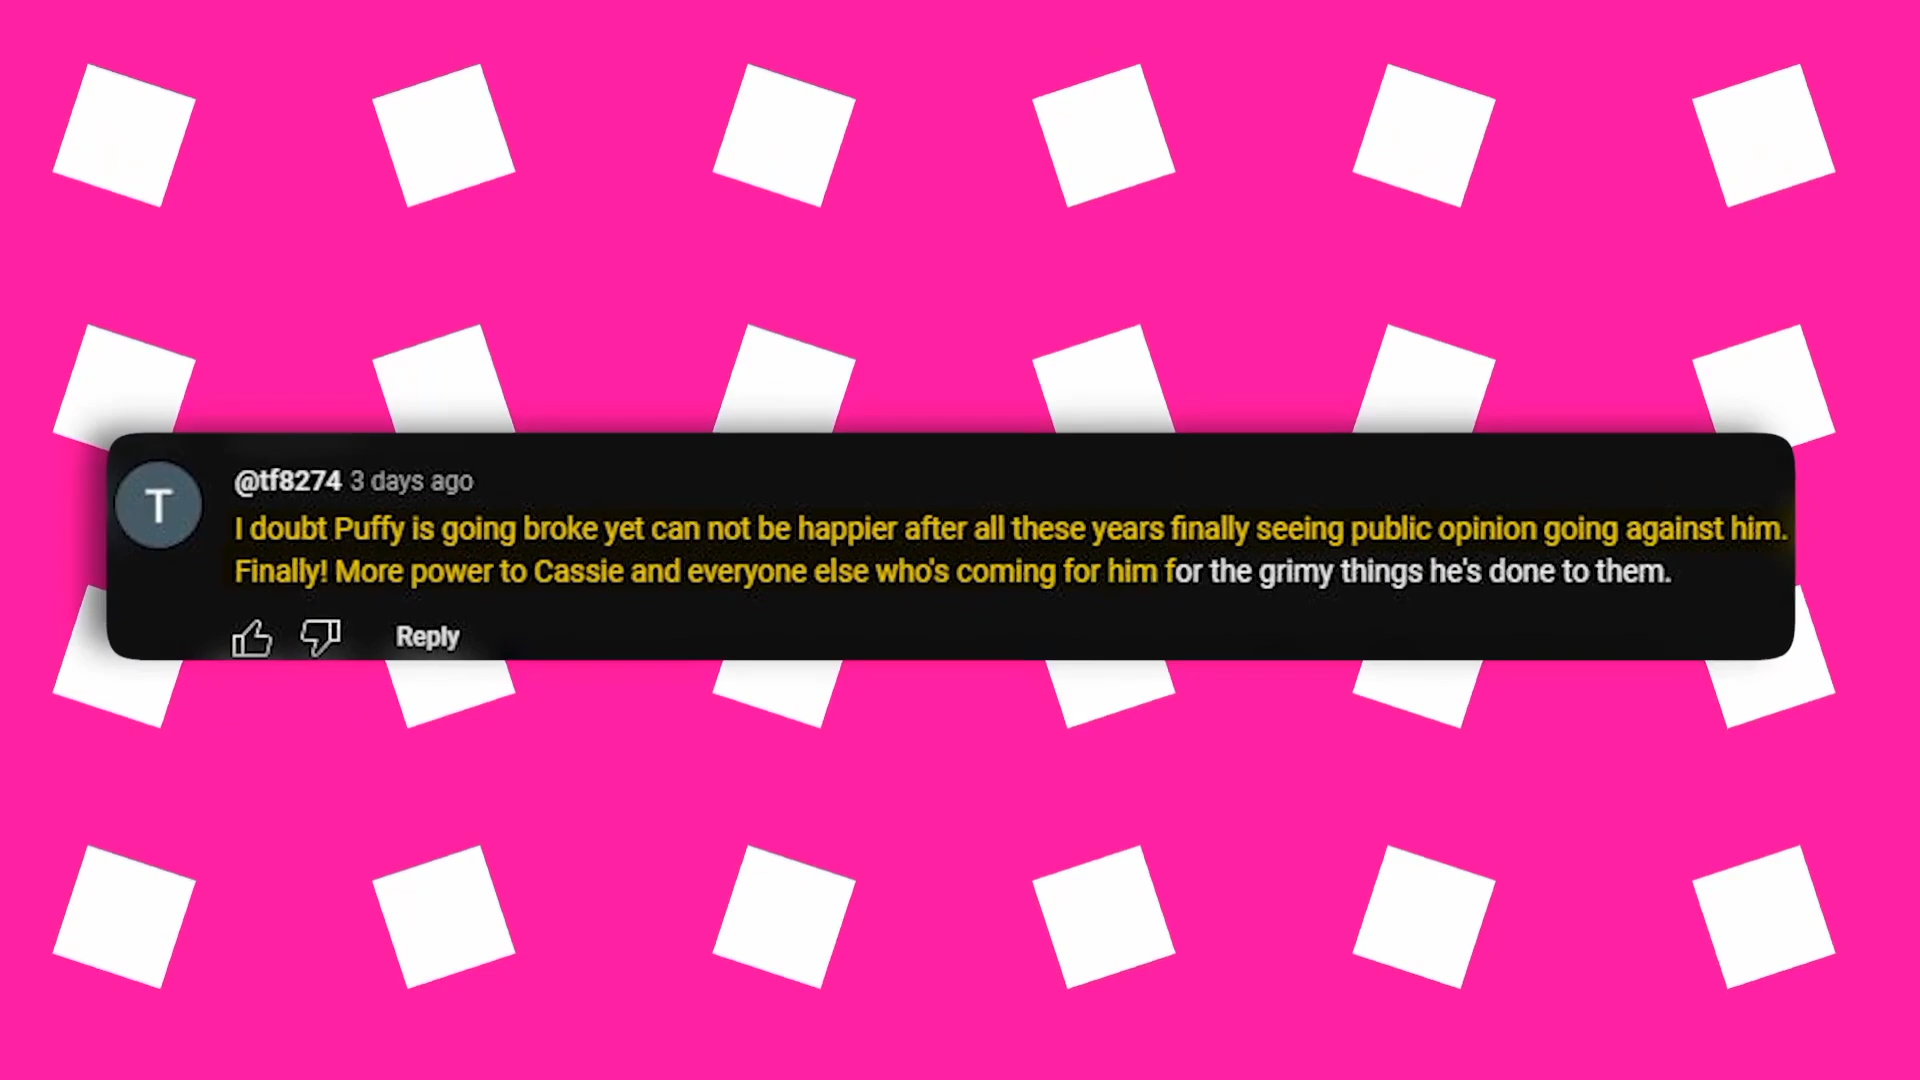 T
@tf8274 3 days ago
I doubt Puffy is going broke yet can not be happier after all these years finally seeing public opinion going against him.
Finally! More power to Cassie and everyone else who's coming for him for the grimy things he's done to them.
Reply